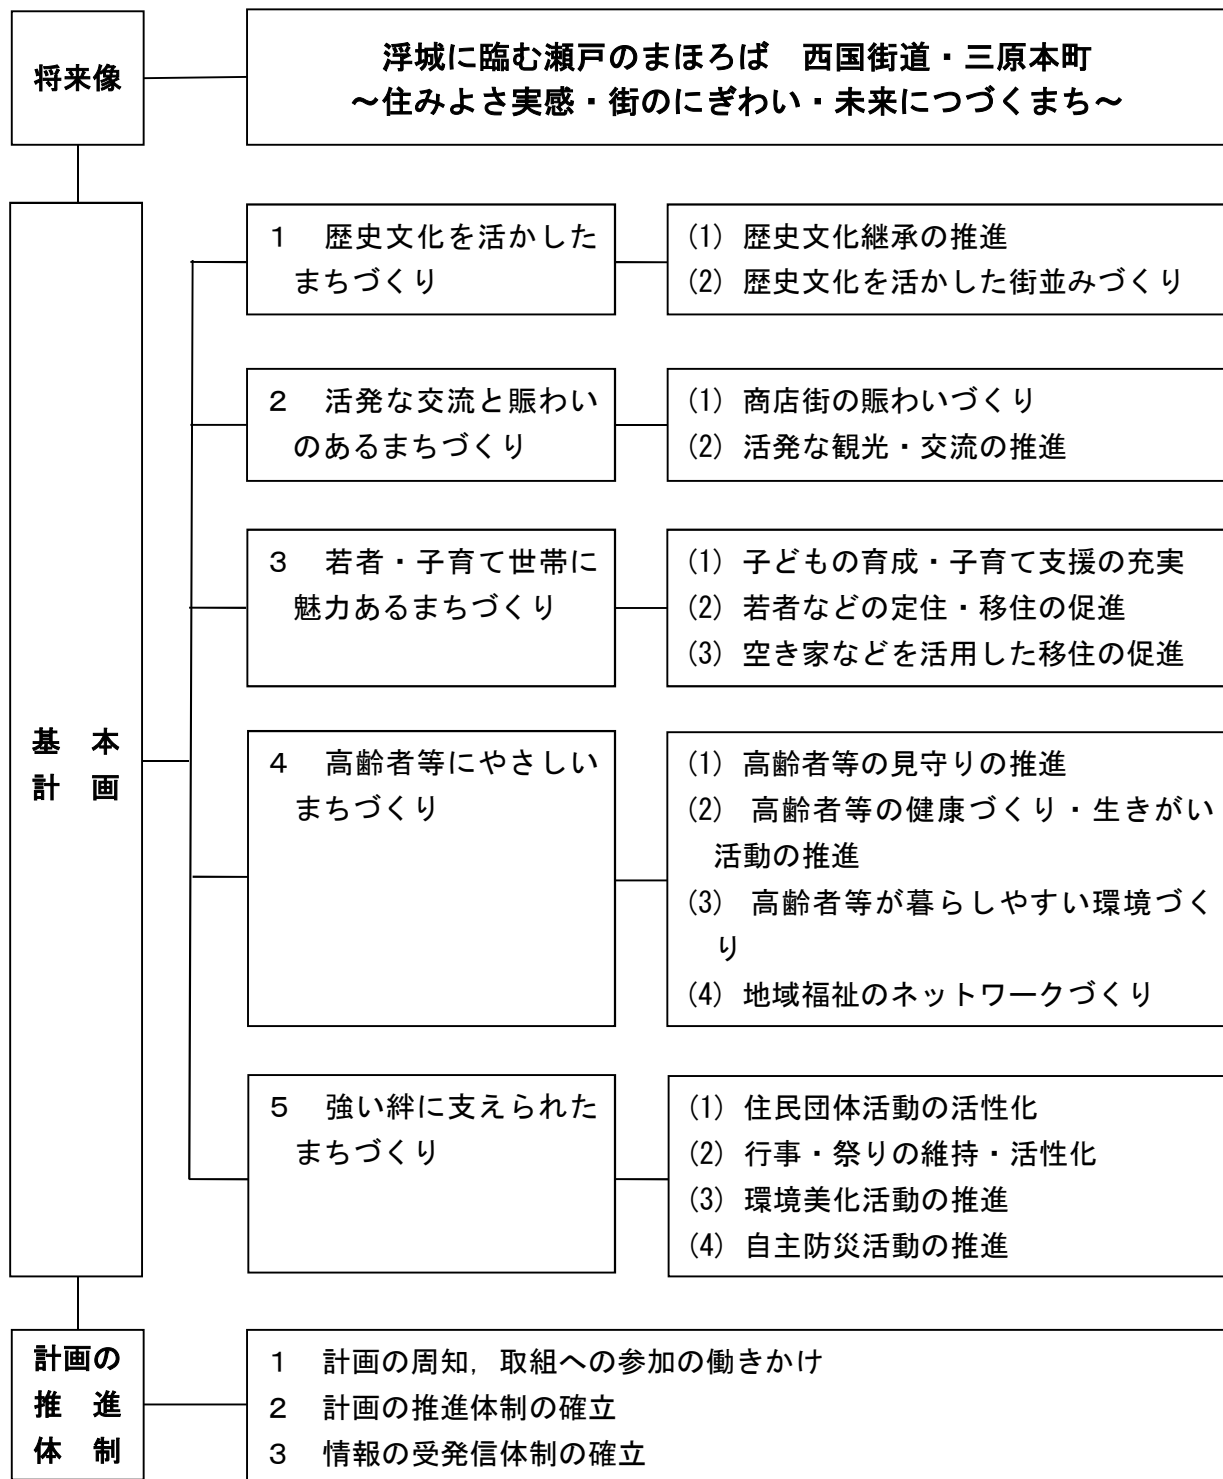 将来像
浮城に臨む瀬戸のまほろば　西国街道・三原本町
～住みよさ実感・街のにぎわい・未来につづくまち～
基　本
計　画
1　歴史文化を活かした
まちづくり
(1) 歴史文化継承の推進
(2) 歴史文化を活かした街並みづくり
2　活発な交流と賑わい
のあるまちづくり
(1) 商店街の賑わいづくり
(2) 活発な観光・交流の推進
3　若者・子育て世帯に
魅力あるまちづくり
(1) 子どもの育成・子育て支援の充実
(2) 若者などの定住・移住の促進
(3) 空き家などを活用した移住の促進
4　高齢者等にやさしい
まちづくり
(1) 高齢者等の見守りの推進
(2) 高齢者等の健康づくり・生きがい
活動の推進
(3) 高齢者等が暮らしやすい環境づく
り
(4) 地域福祉のネットワークづくり
5　強い絆に支えられた
まちづくり
(1) 住民団体活動の活性化
(2) 行事・祭りの維持・活性化
(3) 環境美化活動の推進
(4) 自主防災活動の推進
計画の
推　進
体　制
1　計画の周知，取組への参加の働きかけ
2　計画の推進体制の確立
3　情報の受発信体制の確立